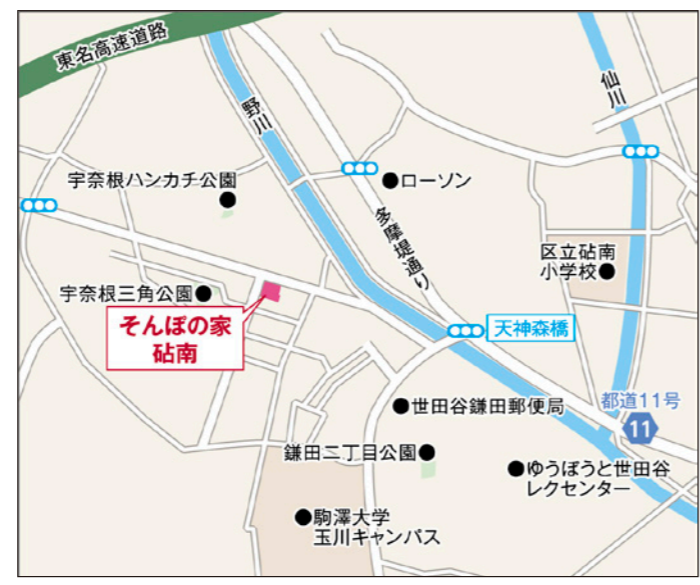 東名高速道路
野川
仙川
宇奈根ハンカチ公園
ローソン
多摩堤通り
区立砧南
小学校
宇奈根三角公園
そんぽの家
砧南
天神森橋
都道11号
11
世田谷鎌田郵便局
鎌田二丁目公園
ゆうぽうと世田谷
レクセンター
駒澤大学
玉川キャンパス